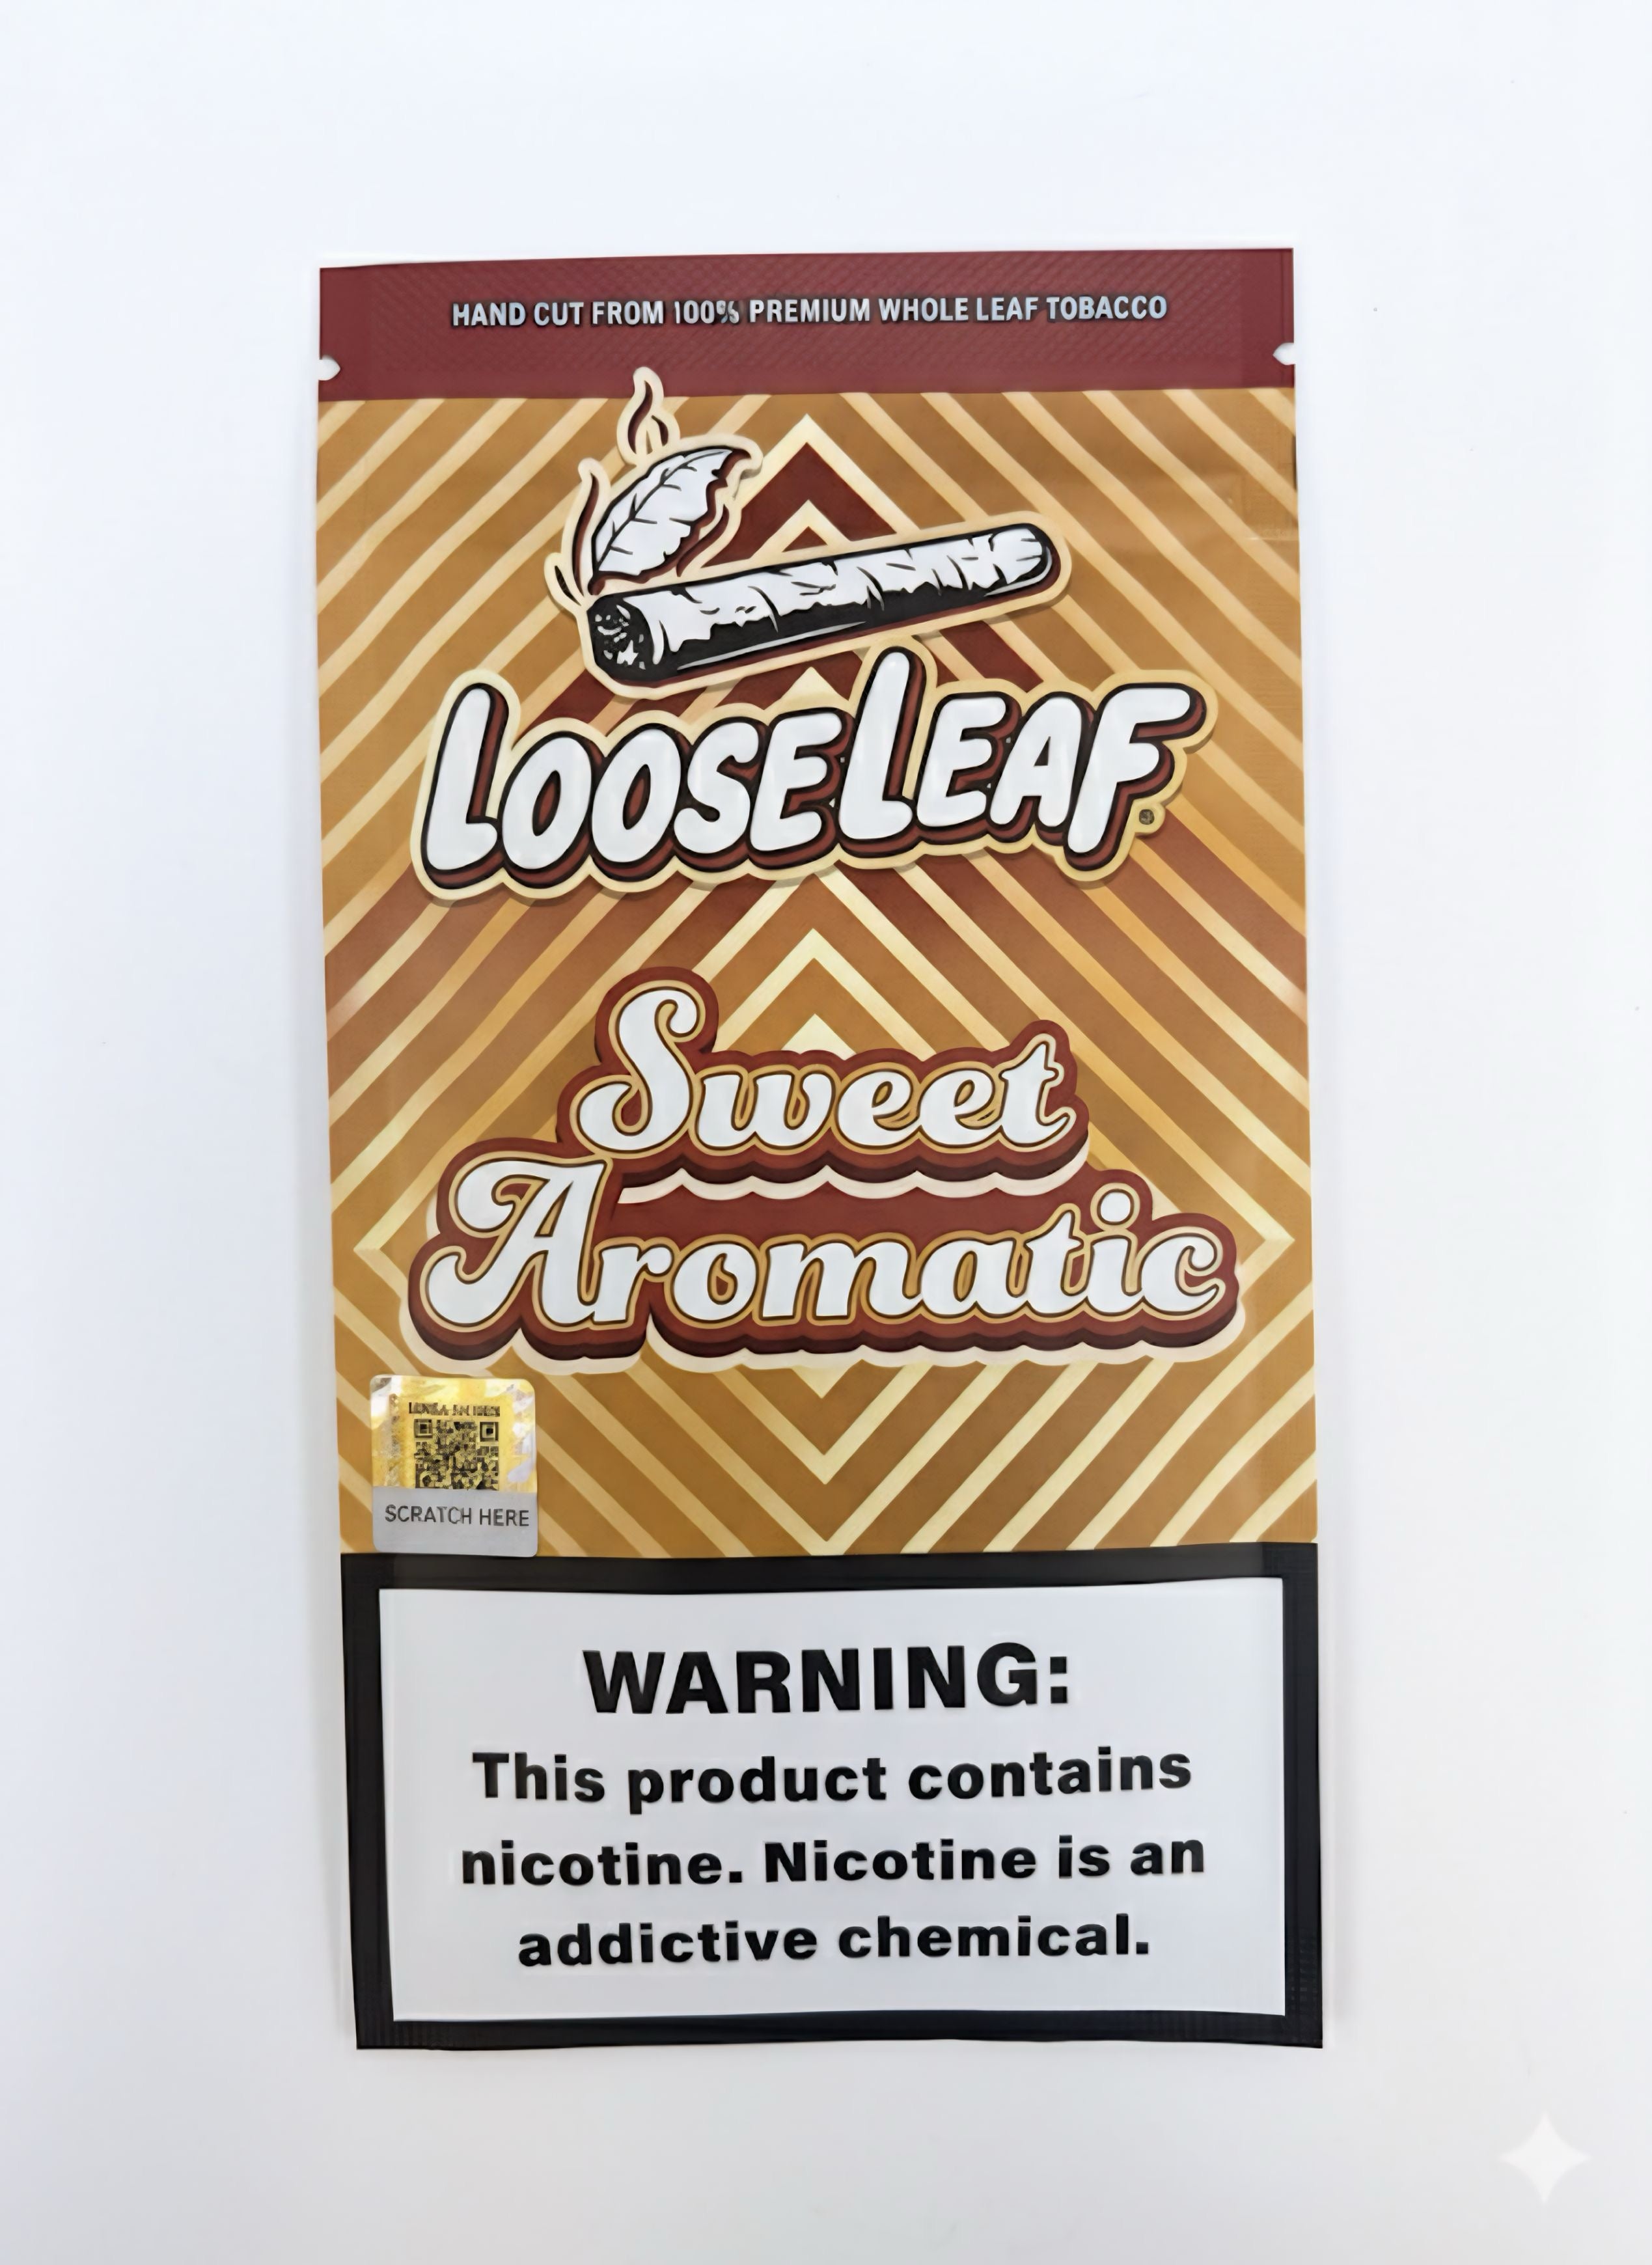 HAND CUT FROM 100% PREMIUM WHOLE LEAF TOBACCO
LOOSELEAF®
Sweet
Aromatic
SCRATCH HERE
WARNING:
This product contains
nicotine. Nicotine is an
addictive chemical.